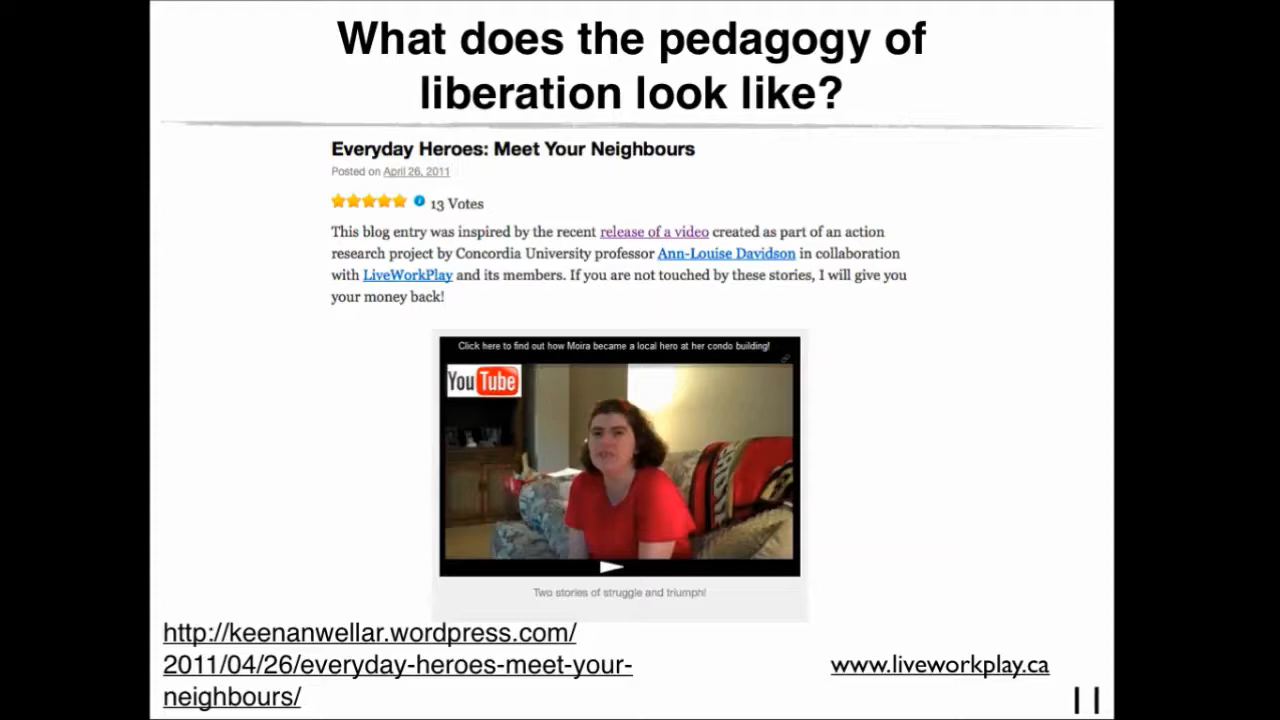 What does the pedagogy of
liberation look like?
Everyday Heroes: Meet Your Neighbours
Posted on April 26, 2011
13 Votes
This blog entry was inspired by the recent release of a video created as part of an action
research project by Concordia University professor Ann-Louise Davidson in collaboration
with LiveWorkPlay and its members. If you are not touched by these stories, I will give you
your money back!
Click here to find out how Moira became a local hero at her condo building!
YouTube
Two stories of struggle and triumph!
http://keenanwellar.wordpress.com/
2011/04/26/everyday-heroes-meet-your-
neighbours/
www.liveworkplay.ca
11